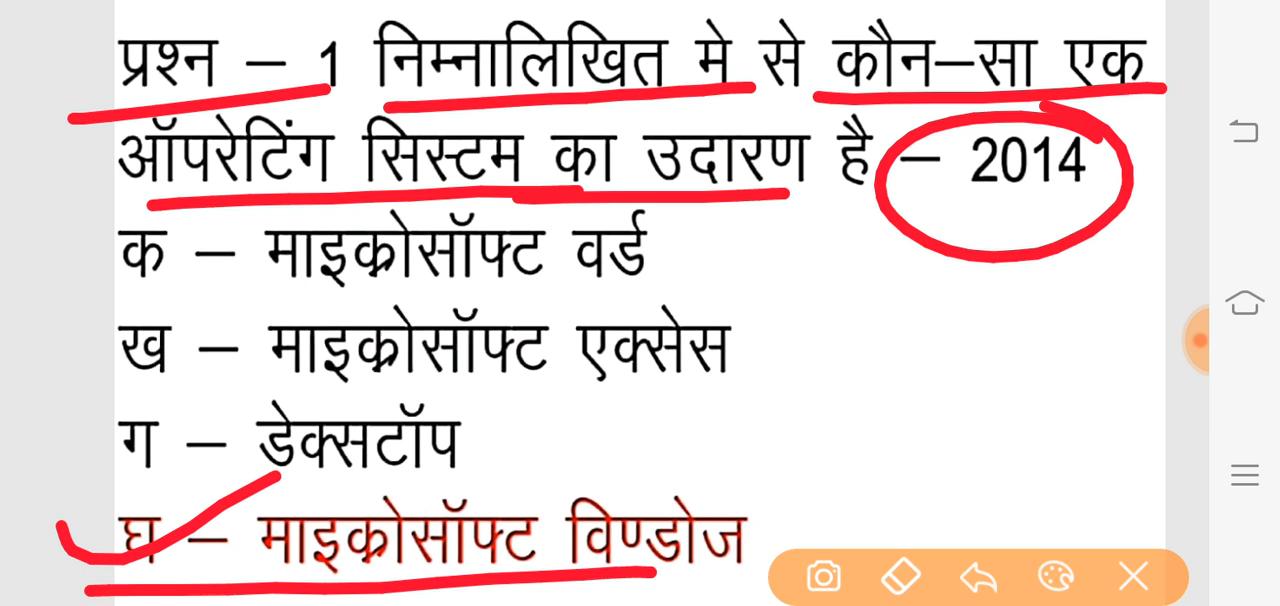 प्रश्न – 1 निम्नालिखित मे से कौन–सा एक
ऑपरेटिंग सिस्टम का उदारण है – 2014
क – माइक्रोसॉफ्ट वर्ड
ख – माइक्रोसॉफ्ट एक्सेस
ग – डेक्सटॉप
घ – माइक्रोसॉफ्ट विण्डोज